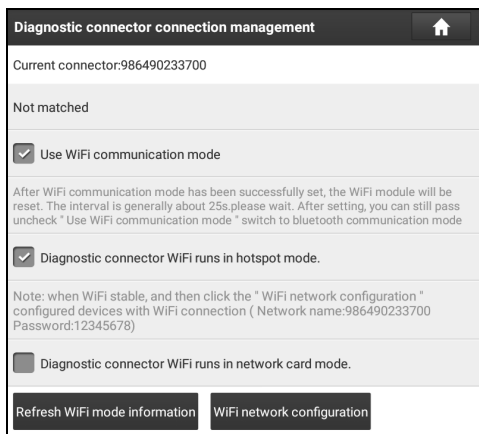 Diagnostic connector connection management
Current connector:986490233700
Not matched
Use WiFi communication mode
After WiFi communication mode has been successfully set, the WiFi module will be
reset. The interval is generally about 25s.please wait. After setting, you can still pass
uncheck " Use WiFi communication mode " switch to bluetooth communication mode
Diagnostic connector WiFi runs in hotspot mode.
Note: when WiFi stable, and then click the " WiFi network configuration "
configured devices with WiFi connection ( Network name:986490233700
Password:12345678)
Diagnostic connector WiFi runs in network card mode.
Refresh WiFi mode information
WiFi network configuration